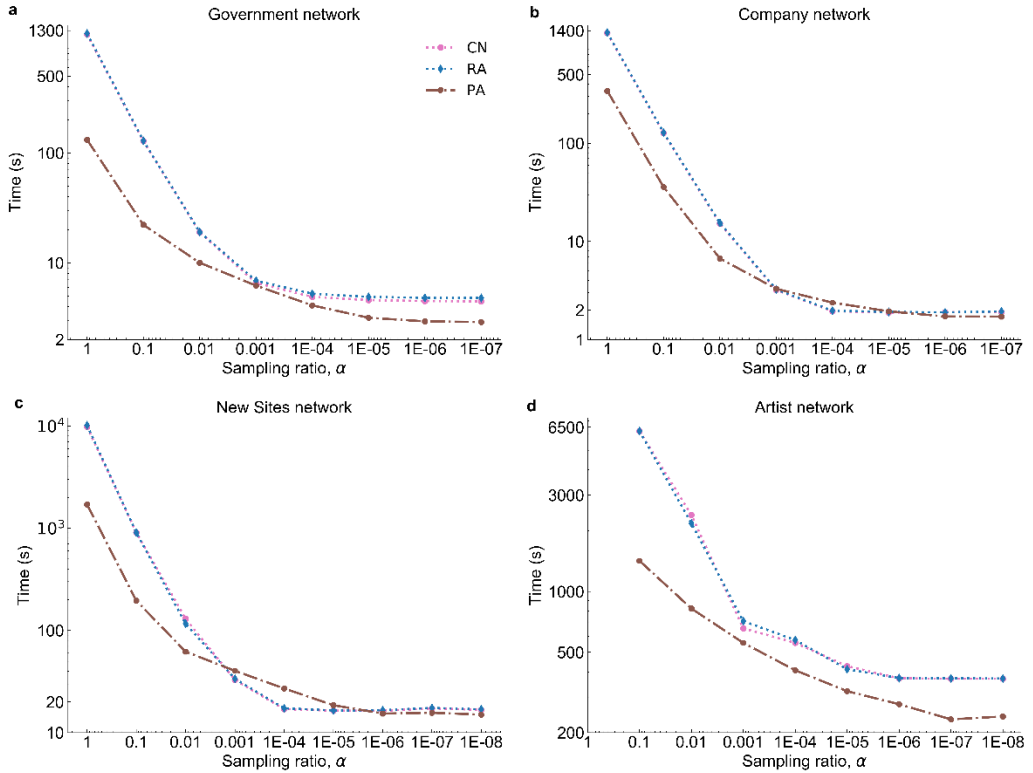 a
Government network
1300
500
100
10
2
Time (s)
CN
RA
PA
1 0.1 0.01 0.001 1E-04 1E-05 1E-06 1E-07
Sampling ratio, α
b
Company network
1400
500
100
10
2
1
Time (s)
1 0.1 0.01 0.001 1E-04 1E-05 1E-06 1E-07
Sampling ratio, α
c
New Sites network
10⁴
10³
100
20
10
Time (s)
1 0.1 0.01 0.001 1E-04 1E-05 1E-06 1E-07 1E-08
Sampling ratio, α
d
Artist network
6500
3000
1000
500
200
Time (s)
1 0.1 0.01 0.001 1E-04 1E-05 1E-06 1E-07 1E-08
Sampling ratio, α